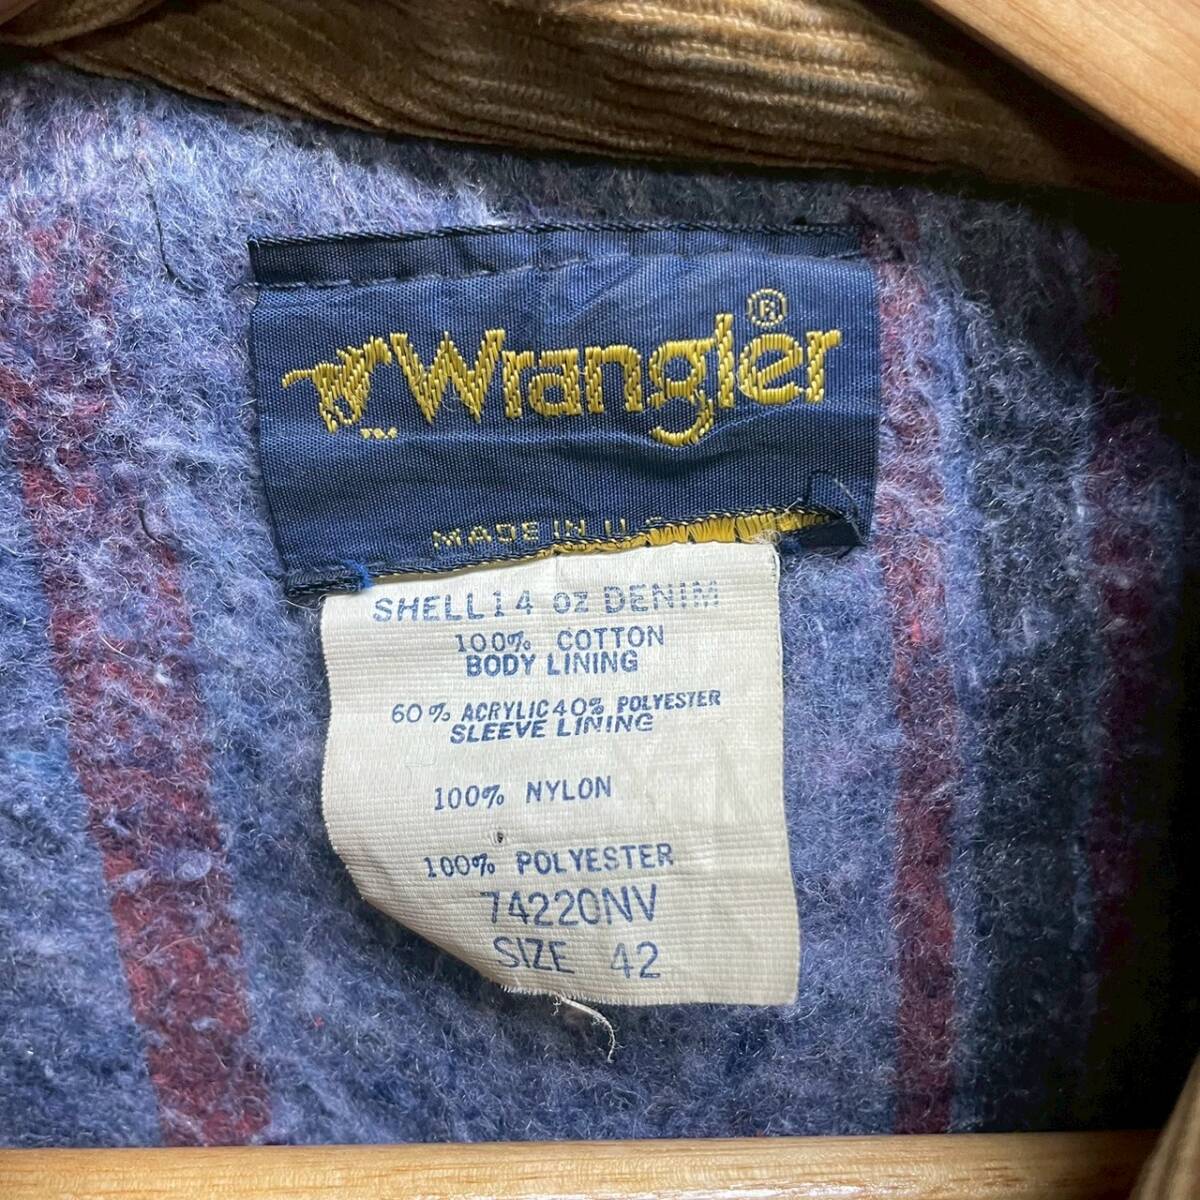 Wrangler®
TM
MADE IN U.S
SHELL 14 oz DENIM
100% COTTON
BODY LINING
60% ACRYLIC 40% POLYESTER
SLEEVE LINING
100% NYLON
100% POLYESTER
74220NV
SIZE 42